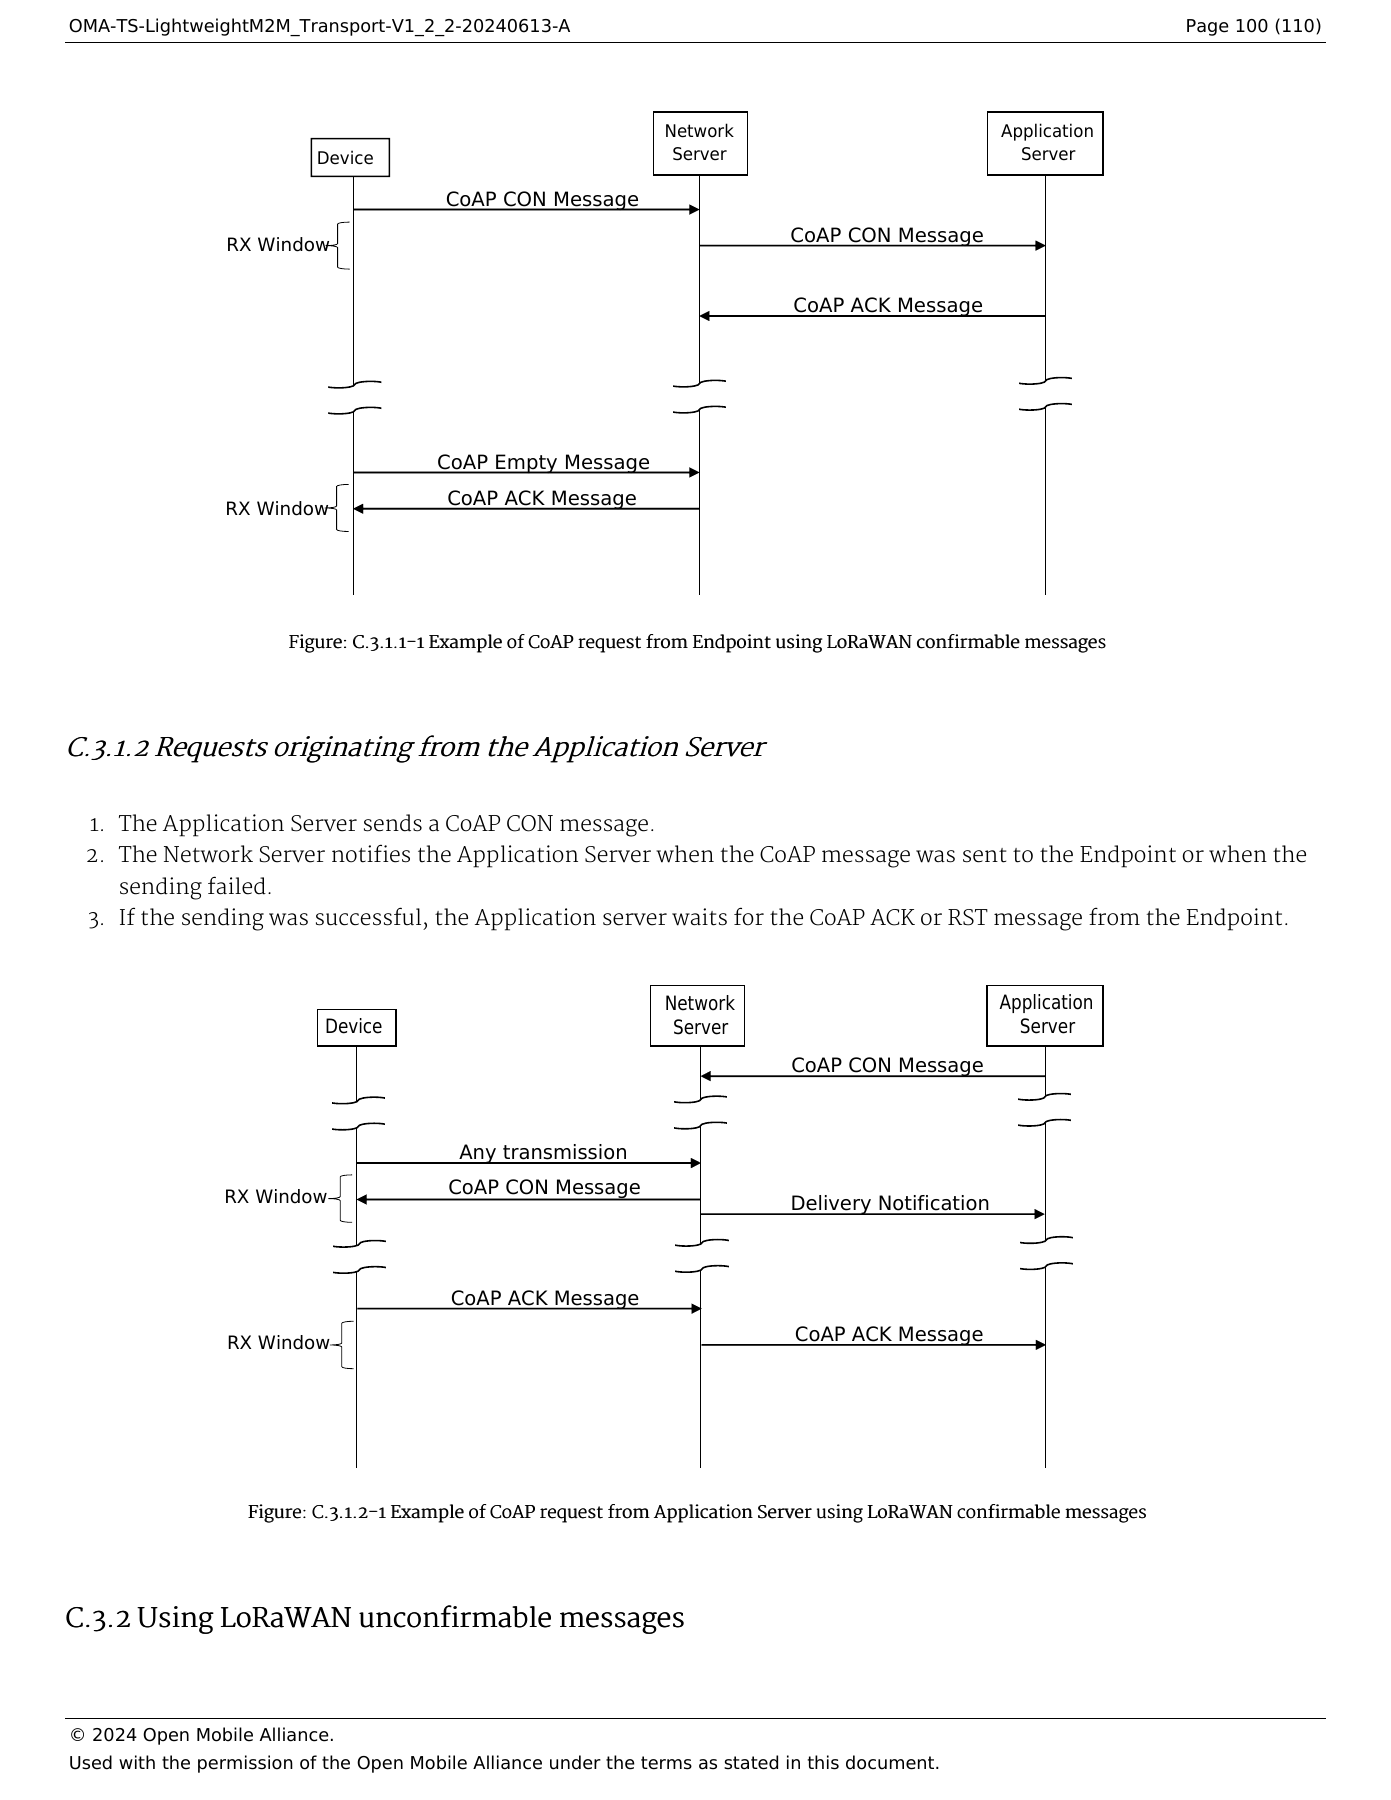 OMA-TS-LightweightM2M_Transport-V1_2_2-20240613-A Page 100 (110)
Network
Server
Application
Server
Device
CoAP CON Message
RX Window
CoAP CON Message
CoAP ACK Message
CoAP Empty Message
CoAP ACK Message
RX Window
Figure: C.3.1.1-1 Example of CoAP request from Endpoint using LoRaWAN confirmable messages
C.3.1.2 Requests originating from the Application Server
1. The Application Server sends a CoAP CON message.
2. The Network Server notifies the Application Server when the CoAP message was sent to the Endpoint or when the
sending failed.
3. If the sending was successful, the Application server waits for the CoAP ACK or RST message from the Endpoint.
Network
Server
Application
Server
Device
CoAP CON Message
Any transmission
CoAP CON Message
RX Window
Delivery Notification
CoAP ACK Message
RX Window
CoAP ACK Message
Figure: C.3.1.2-1 Example of CoAP request from Application Server using LoRaWAN confirmable messages
C.3.2 Using LoRaWAN unconfirmable messages
© 2024 Open Mobile Alliance.
Used with the permission of the Open Mobile Alliance under the terms as stated in this document.